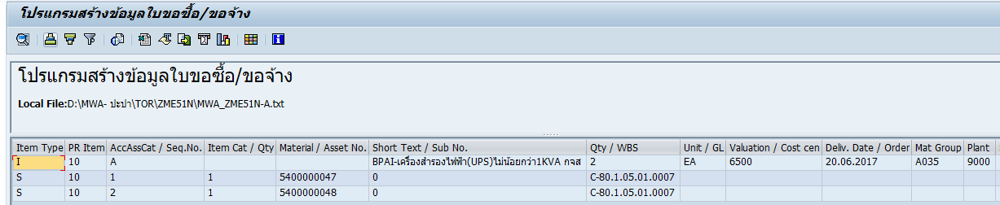 โปรแกรมสร้างข้อมูลใบขอซื้อ/ขอจ้าง
โปรแกรมสร้างข้อมูลใบขอซื้อ/ขอจ้าง
Local File:D:\MWA- ปะปา\TOR\ZME51N\MWA_ZME51N-A.txt
Item Type PR Item AccAssCat / Seq.No. Item Cat / Qty Material / Asset No. Short Text / Sub No. Qty / WBS Unit / GL Valuation / Cost cen Deliv. Date / Order Mat Group Plant
I 10 A BPAI-เครื่องสำรองไฟฟ้า(UPS)ไม่น้อยกว่า1KVA กจส 2 EA 6500 20.06.2017 A035 9000
S 10 1 1 5400000047 0 C-80.1.05.01.0007
S 10 2 1 5400000048 0 C-80.1.05.01.0007